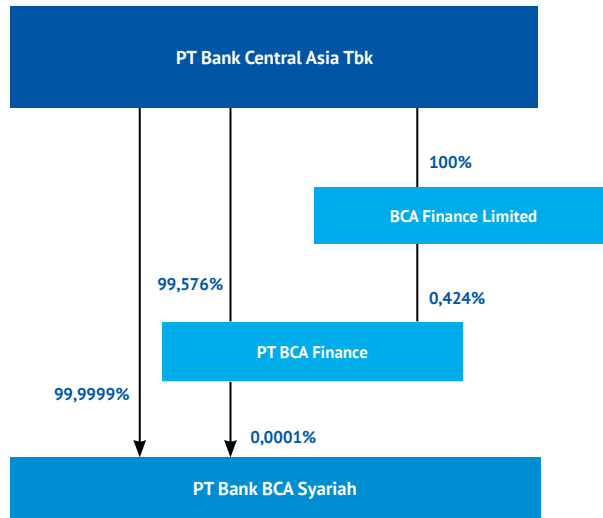 PT Bank Central Asia Tbk
100%
BCA Finance Limited
99,576%
0,424%
PT BCA Finance
99,9999%
0,0001%
PT Bank BCA Syariah